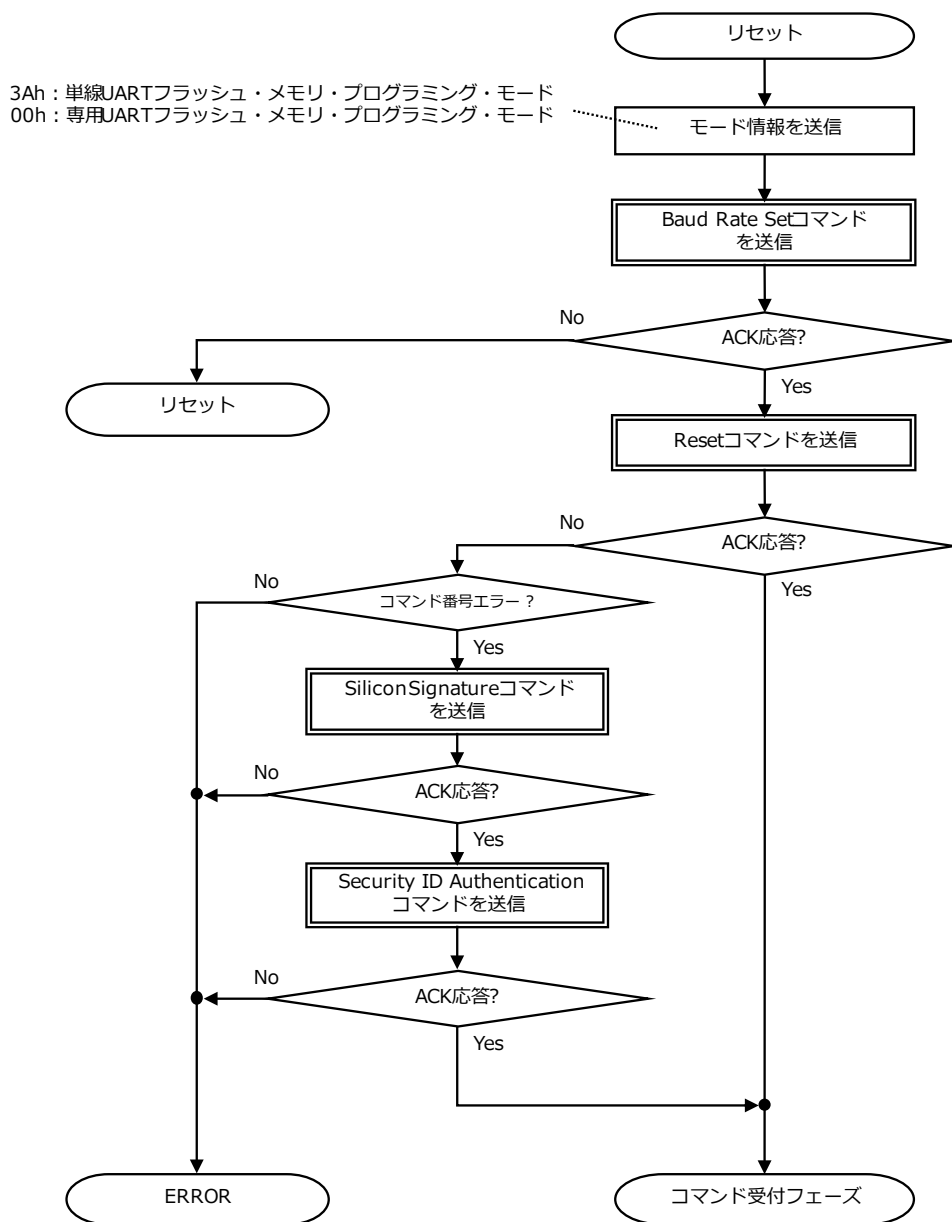 リセット
3Ah：単線UARTフラッシュ・メモリ・プログラミング・モード
00h：専用UARTフラッシュ・メモリ・プログラミング・モード
モード情報を送信
Baud Rate Setコマンド
を送信
ACK応答?
No
Yes
リセット
Resetコマンドを送信
ACK応答?
No
Yes
コマンド番号エラー？
No
Yes
SiliconSignatureコマンド
を送信
ACK応答?
No
Yes
Security ID Authentication
コマンドを送信
ACK応答?
No
Yes
ERROR
コマンド受付フェーズ